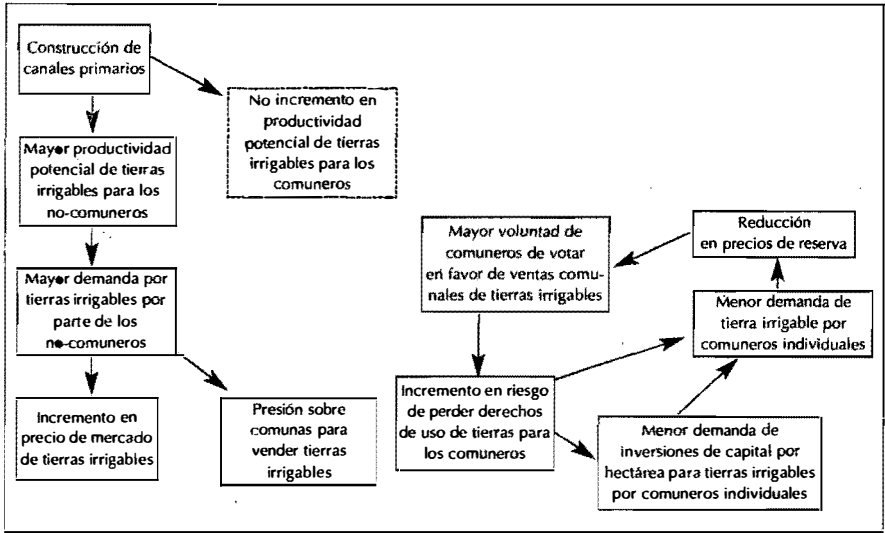 Construcción de
canales primarios
No incremento en
productividad
potencial de tierras
irrigables para los
comuneros
Mayor productividad
potencial de tierras
irrigables para los
no-comuneros
Mayor demanda por
tierras irrigables por
parte de los
no-comuneros
Incremento en
precio de mercado
de tierras irrigables
Presión sobre
comunas para
vender tierras
irrigables
Mayor voluntad de
comuneros de votar
en favor de ventas comu-
nales de tierras irrigables
Reducción
en precios de reserva
Menor demanda de
tierra irrigable por
comuneros individuales
Incremento en riesgo
de perder derechos
de uso de tierras para
los comuneros
Menor demanda de
inversiones de capital por
hectárea para tierras irrigables
por comuneros individuales